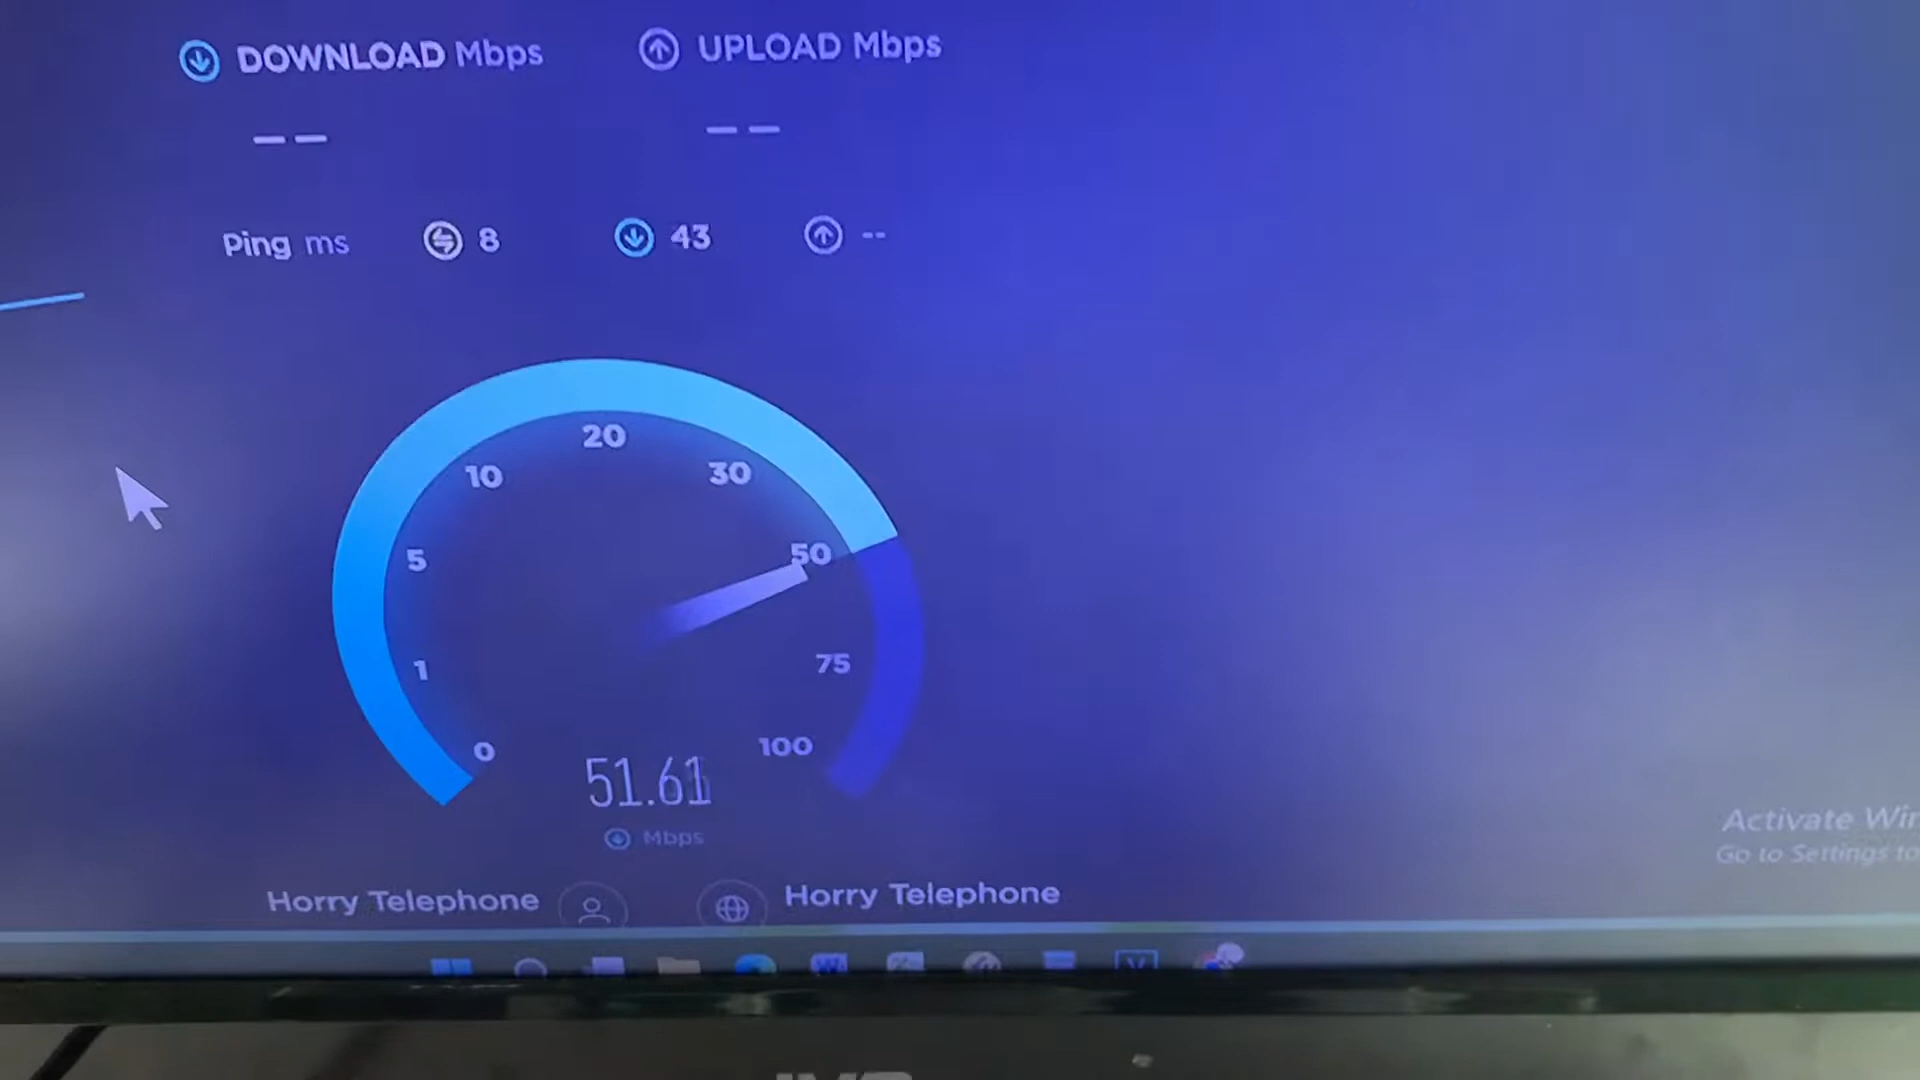 DOWNLOAD Mbps
UPLOAD Mbps
Ping ms 8 43 --
0
1
5
10
20
30
50
75
100
51.61
Mbps
Horry Telephone
Horry Telephone
Activate
Go to Settings to